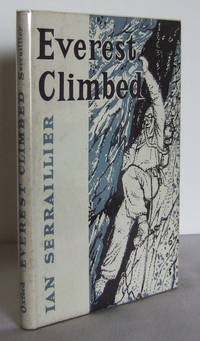 Everest
Climbed
IAN SERRAILLIER
Oxford EVEREST CLIMBED Serraillier